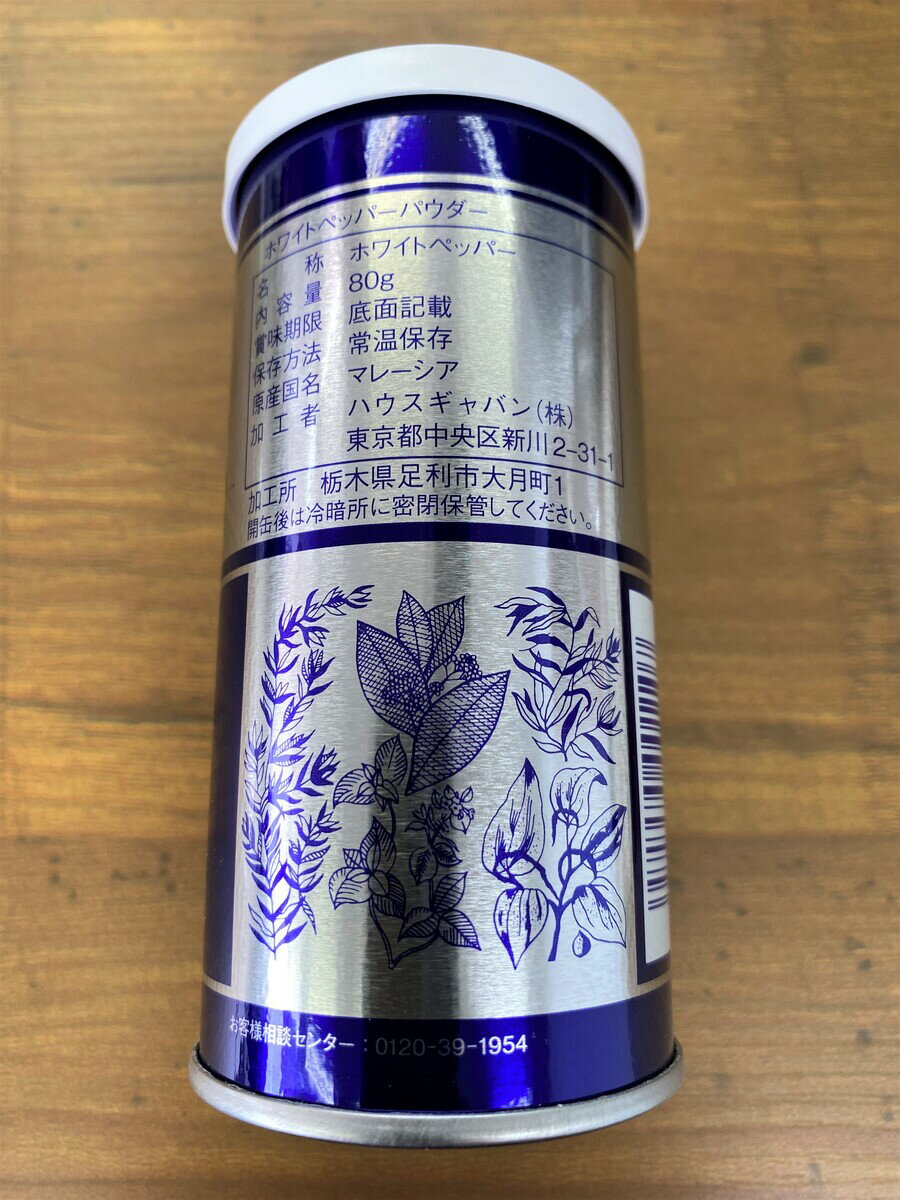 ホワイトペッパーパウダー
名称 ホワイトペッパー
内容量 80g
賞味期限 底面記載
保存方法 常温保存
原産国名 マレーシア
加工者 ハウスギャバン(株)
東京都中央区新川2-31-1
加工所 栃木県足利市大月町1
開缶後は冷暗所に密閉保管してください。
お客様相談センター:0120-39-1954